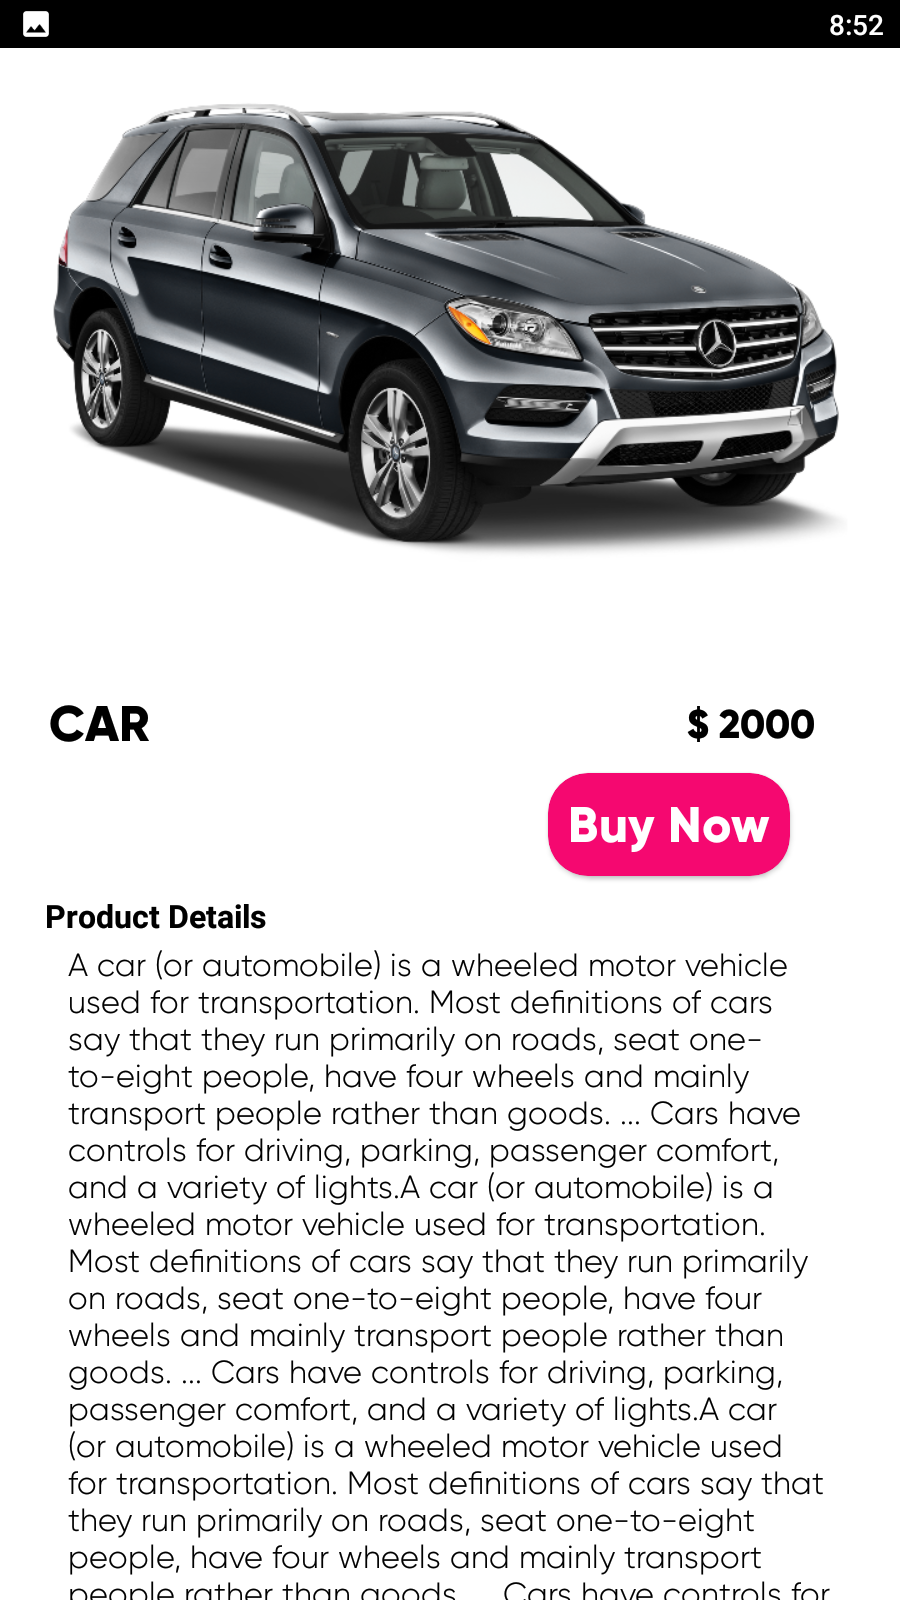 8:52
CAR
$ 2000
Buy Now
Product Details
A car (or automobile) is a wheeled motor vehicle
used for transportation. Most definitions of cars
say that they run primarily on roads, seat one-
to-eight people, have four wheels and mainly
transport people rather than goods. ... Cars have
controls for driving, parking, passenger comfort,
and a variety of lights.A car (or automobile) is a
wheeled motor vehicle used for transportation.
Most definitions of cars say that they run primarily
on roads, seat one-to-eight people, have four
wheels and mainly transport people rather than
goods. ... Cars have controls for driving, parking,
passenger comfort, and a variety of lights.A car
(or automobile) is a wheeled motor vehicle used
for transportation. Most definitions of cars say that
they run primarily on roads, seat one-to-eight
people, have four wheels and mainly transport
people rather than goods. ... Cars have controls for